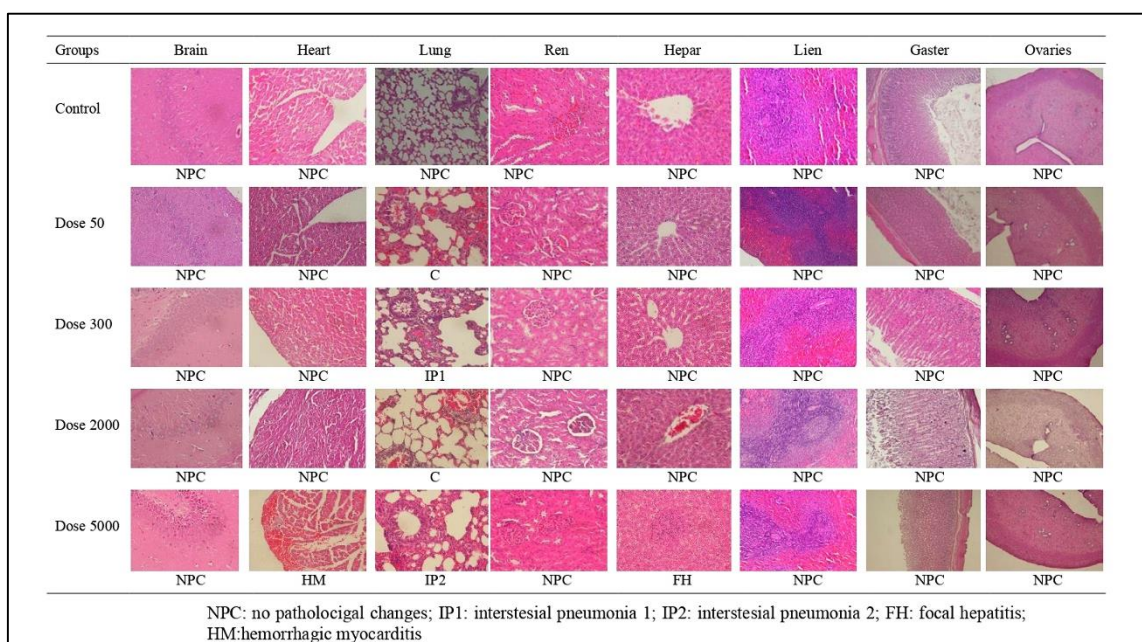 Groups Brain Heart Lung Ren Hepar Lien Gaster Ovaries
Control
NPC NPC NPC NPC NPC NPC NPC NPC
Dose 50
NPC NPC C NPC NPC NPC NPC NPC
Dose 300
NPC NPC IP1 NPC NPC NPC NPC NPC
Dose 2000
NPC NPC C NPC NPC NPC NPC NPC
Dose 5000
NPC HM IP2 NPC FH NPC NPC NPC
NPC: no patholocigal changes; IP1: interstesial pneumonia 1; IP2: interstesial pneumonia 2; FH: focal hepatitis;
HM:hemorrhagic myocarditis